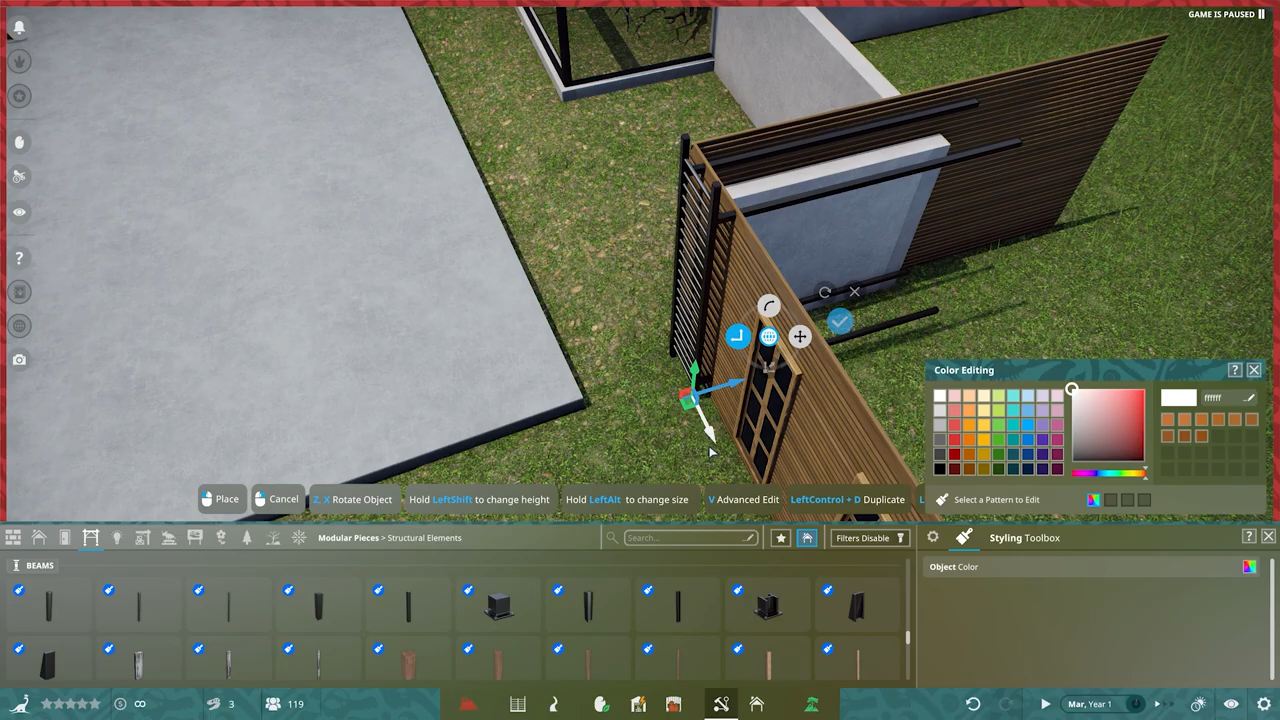 GAME IS PAUSED
Color Editing
?
ffffff
Select a Pattern to Edit
Place
Cancel
Z, X Rotate Object
Hold LeftShift to change height
Hold LeftAlt to change size
V Advanced Edit
LeftControl + D Duplicate
L
Modular Pieces > Structural Elements
Search...
Filters Disable
Styling Toolbox
?
BEAMS
Object Color
?
∞
3
119
Mar, Year 1